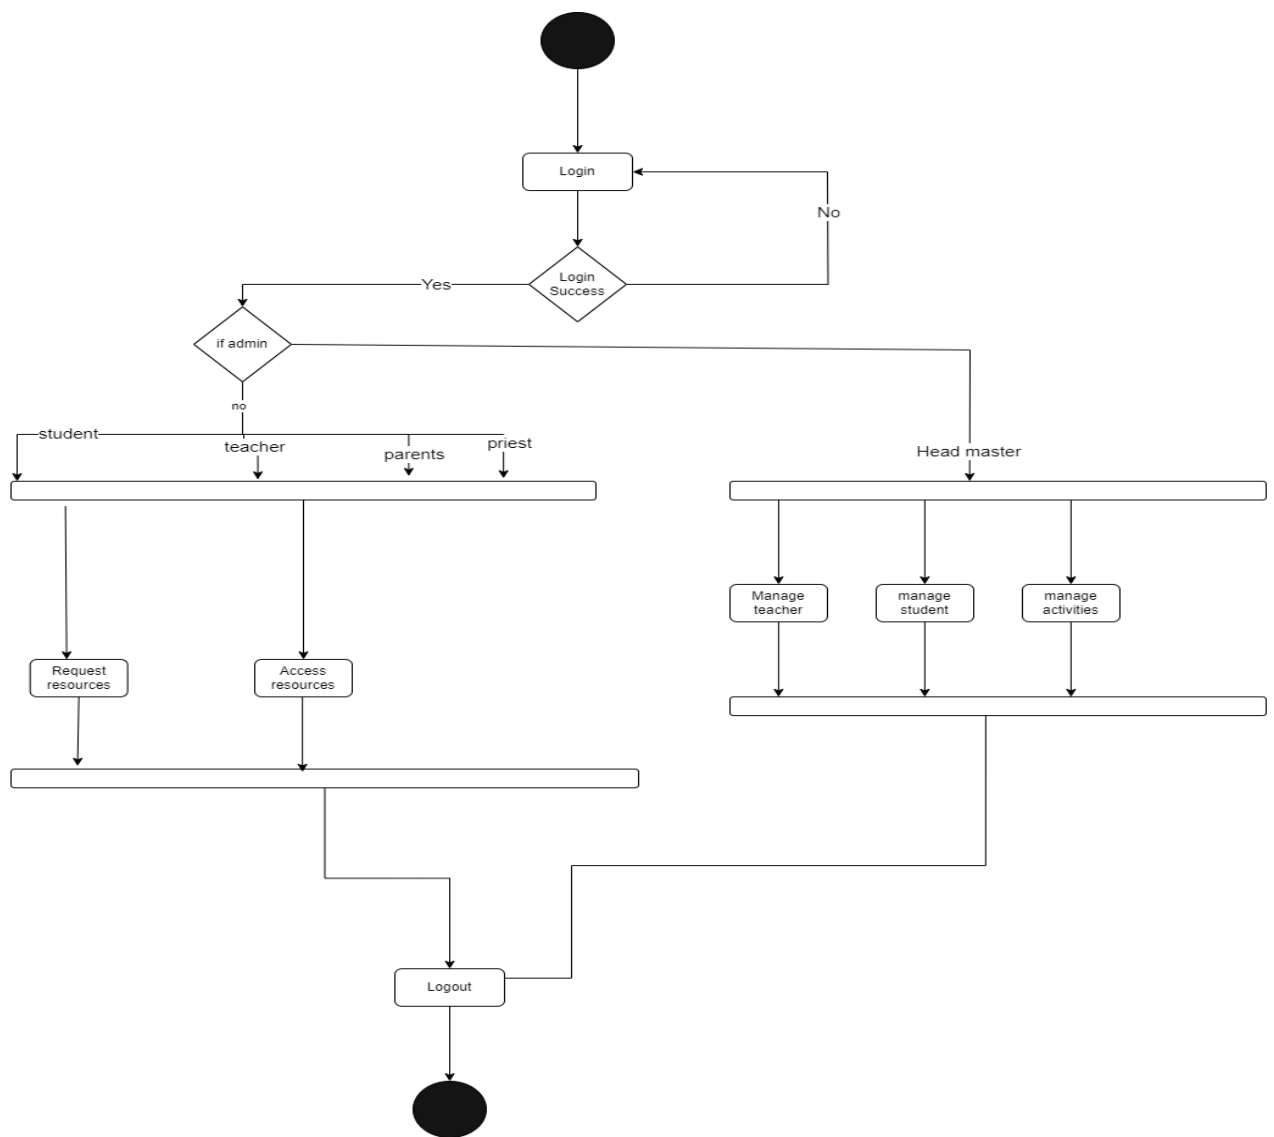 Login
No
Login
Success
Yes
if admin
no
student
teacher
parents
priest
Head master
Manage
teacher
manage
student
manage
activities
Request
resources
Access
resources
Logout